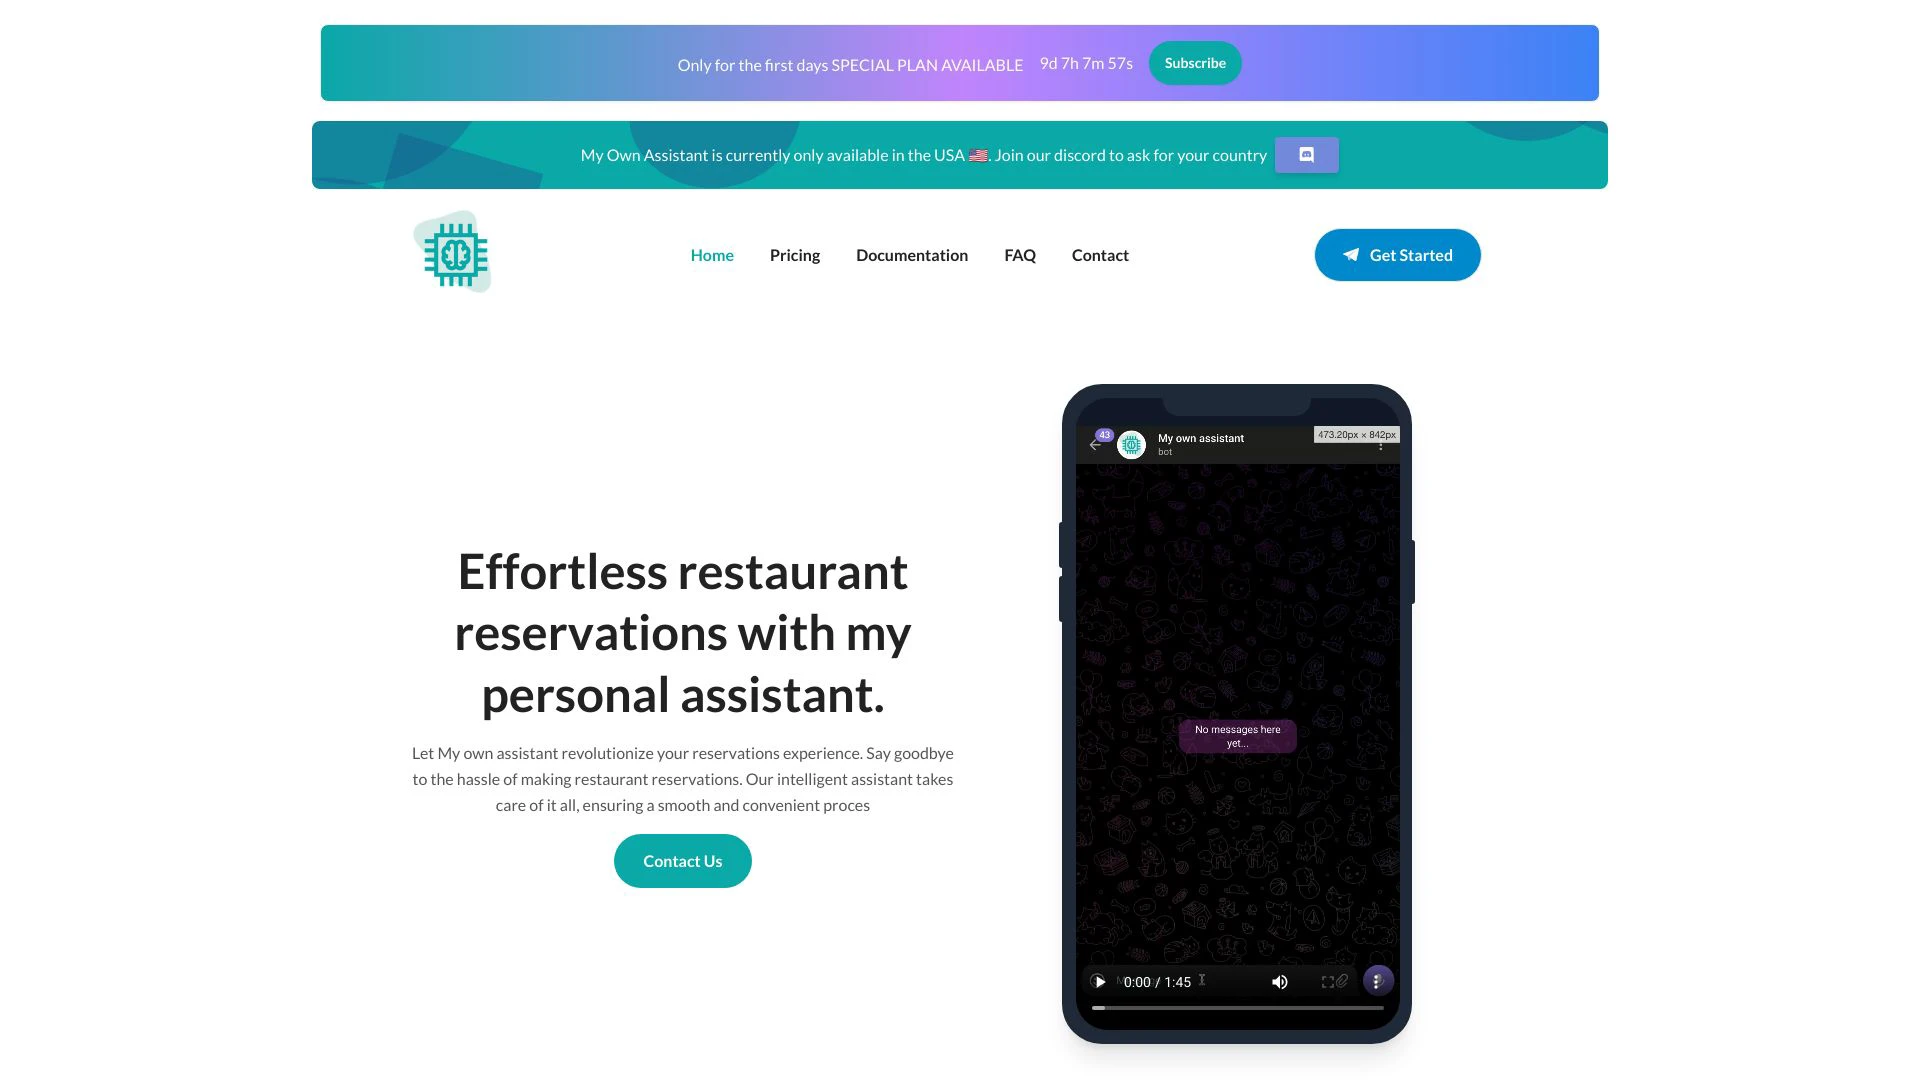 Only for the first days SPECIAL PLAN AVAILABLE 9d 7h 7m 57s Subscribe
My Own Assistant is currently only available in the USA 🇺🇸. Join our discord to ask for your country
Home Pricing Documentation FAQ Contact Get Started
Effortless restaurant
reservations with my
personal assistant.
Let My own assistant revolutionize your reservations experience. Say goodbye
to the hassle of making restaurant reservations. Our intelligent assistant takes
care of it all, ensuring a smooth and convenient proces
Contact Us
43
My own assistant
bot
473.20px × 842px
No messages here
yet...
0:00 / 1:45